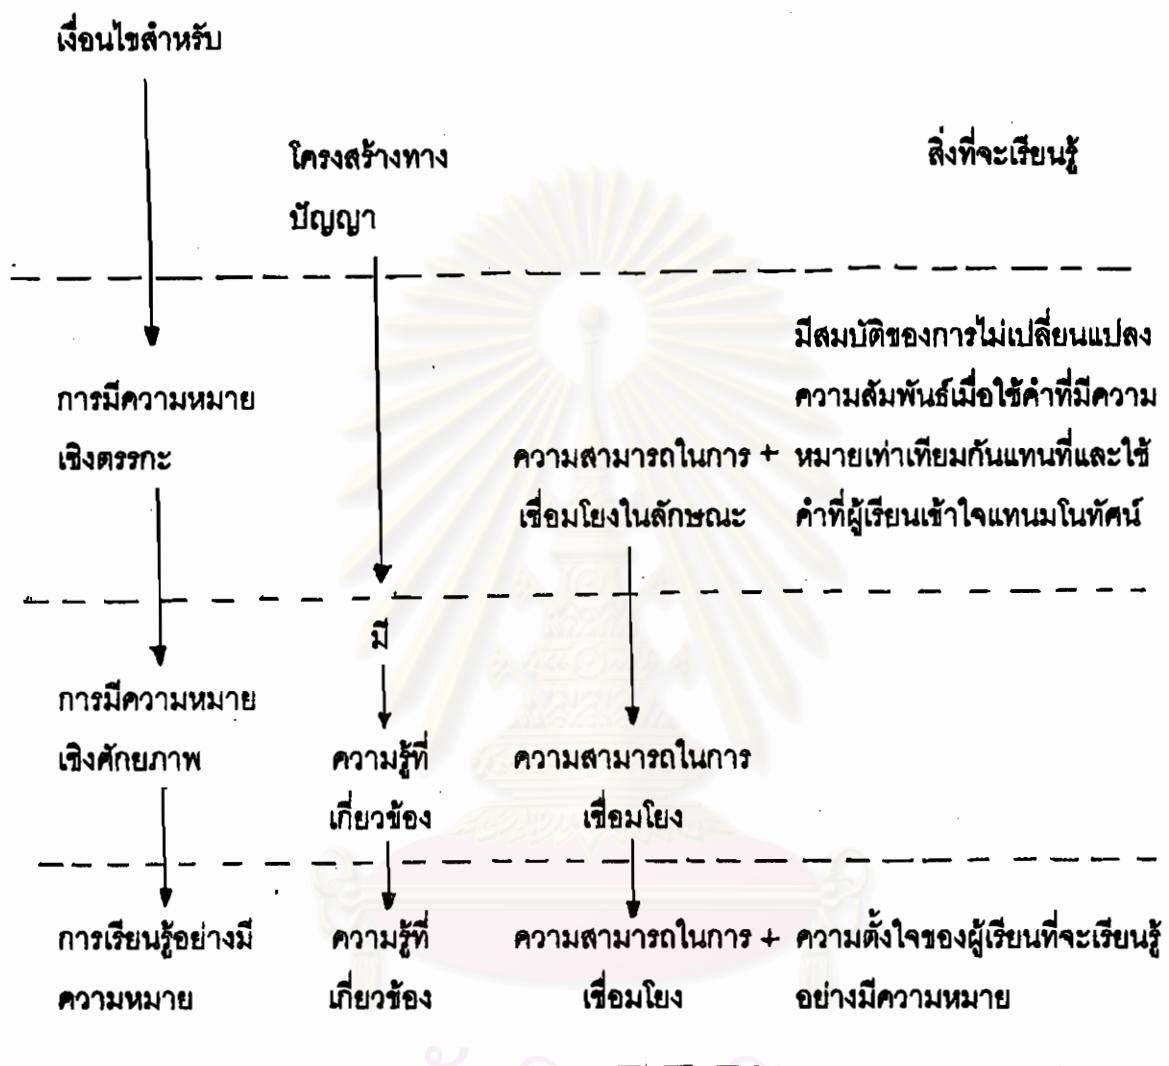 เงื่อนไขสำหรับ
โครงสร้างทาง
ปัญญา
สิ่งที่จะเรียนรู้
การมีความหมาย
เชิงตรรกะ
ความสามารถในการ +
เชื่อมโยงในลักษณะ
มีสมบัติของการไม่เปลี่ยนแปลง
ความสัมพันธ์เมื่อใช้คำที่มีความ
หมายเท่าเทียมกันแทนที่และใช้
คำที่ผู้เรียนเข้าใจแทนมโนทัศน์
มี
การมีความหมาย
เชิงศักยภาพ
ความรู้ที่
เกี่ยวข้อง
ความสามารถในการ
เชื่อมโยง
การเรียนรู้อย่างมี
ความหมาย
ความรู้ที่
เกี่ยวข้อง
ความสามารถในการ +
เชื่อมโยง
ความตั้งใจของผู้เรียนที่จะเรียนรู้
อย่างมีความหมาย